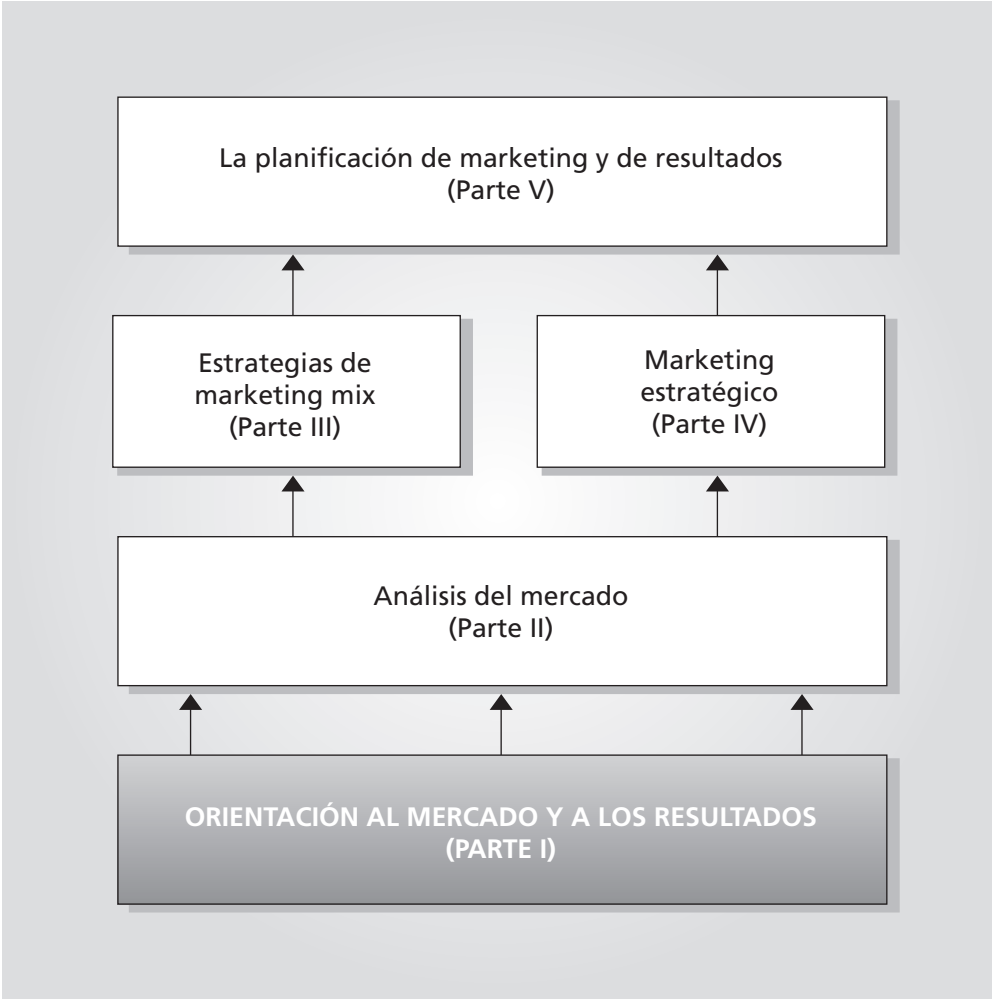 La planificación de marketing y de resultados
(Parte V)
Estrategias de
marketing mix
(Parte III)
Marketing
estratégico
(Parte IV)
Análisis del mercado
(Parte II)
ORIENTACIÓN AL MERCADO Y A LOS RESULTADOS
(PARTE I)